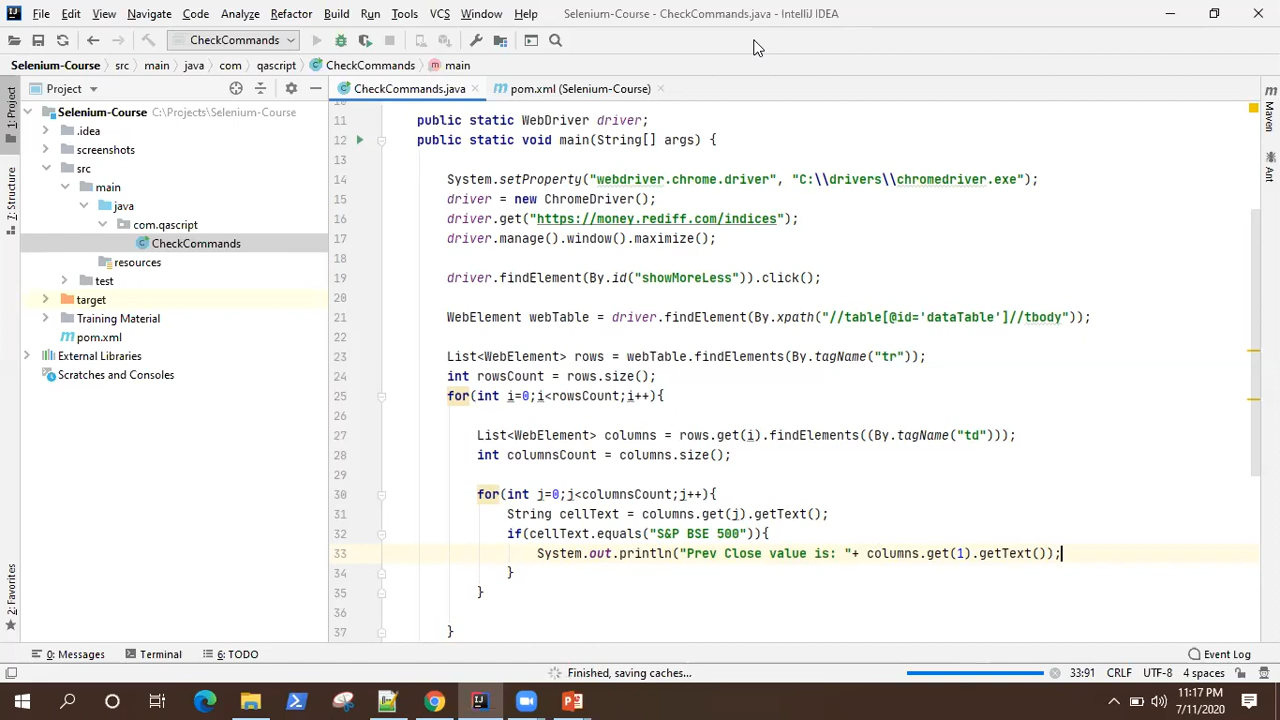 File Edit View Navigate Code Analyze Refactor Build Run Tools VCS Window Help Selenium-Course - CheckCommands.java - IntelliJ IDEA
CheckCommands
Selenium-Course src main java com qascript CheckCommands main
Project
CheckCommands.java pom.xml (Selenium-Course)
1: Project
7: Structure
2: Favorites
Selenium-Course C:\Projects\Selenium-Course
.idea
screenshots
src
main
java
com.qascript
CheckCommands
resources
test
target
Training Material
pom.xml
External Libraries
Scratches and Consoles
10
11 public static WebDriver driver;
12 public static void main(String[] args) {
13
14 System.setProperty("webdriver.chrome.driver", "C:\\drivers\\chromedriver.exe");
15 driver = new ChromeDriver();
16 driver.get("https://money.rediff.com/indices");
17 driver.manage().window().maximize();
18
19 driver.findElement(By.id("showMoreLess")).click();
20
21 WebElement webTable = driver.findElement(By.xpath("//table[@id='dataTable']//tbody"));
22
23 List<WebElement> rows = webTable.findElements(By.tagName("tr"));
24 int rowsCount = rows.size();
25 for(int i=0;i<rowsCount;i++){
26
27 List<WebElement> columns = rows.get(i).findElements((By.tagName("td")));
28 int columnsCount = columns.size();
29
30 for(int j=0;j<columnsCount;j++){
31 String cellText = columns.get(j).getText();
32 if(cellText.equals("S&P BSE 500")){
33 System.out.println("Prev Close value is: "+ columns.get(1).getText());
34 }
35 }
36
37 }
Maven
Ant
0: Messages Terminal 6: TODO Event Log
Finished, saving caches... 33:91 CRLF UTF-8 4 spaces
11:17 PM
7/11/2020